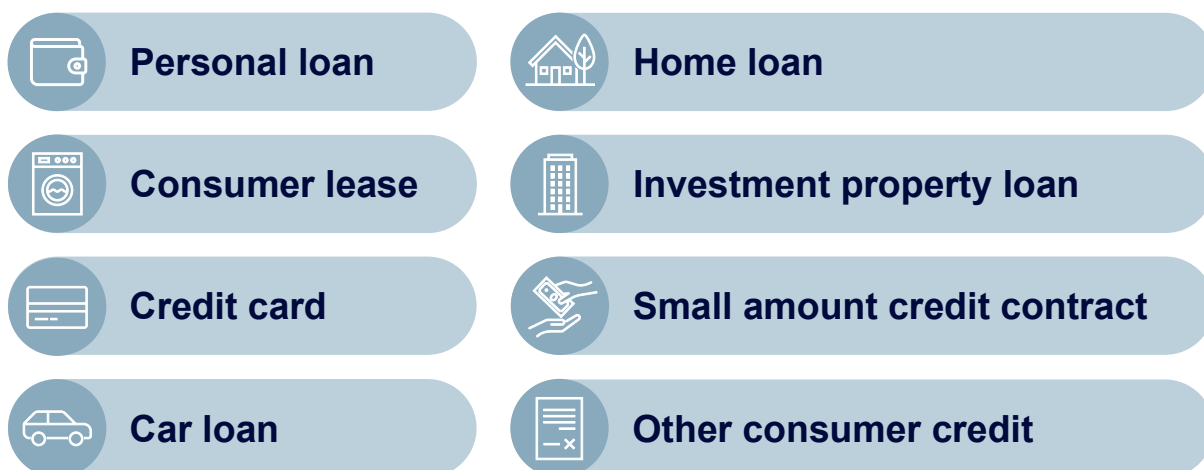 Personal loan
Home loan
Consumer lease
Investment property loan
Credit card
Small amount credit contract
Car loan
Other consumer credit